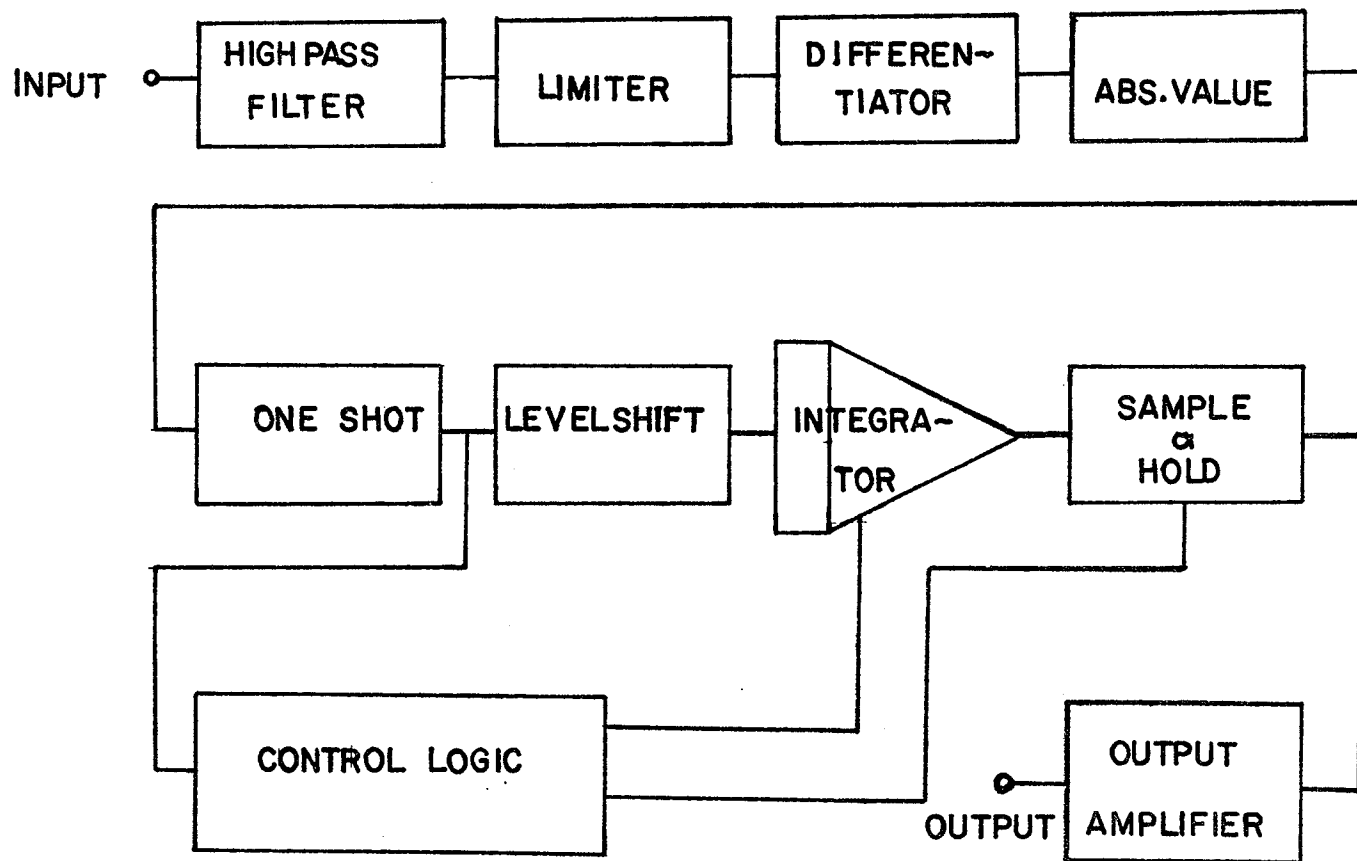 INPUT
HIGH PASS
FILTER
LIMITER
DIFFEREN~
TIATOR
ABS.VALUE
ONE SHOT
LEVELSHIFT
INTEGRA~
TOR
SAMPLE
&
HOLD
CONTROL LOGIC
OUTPUT
OUTPUT
AMPLIFIER